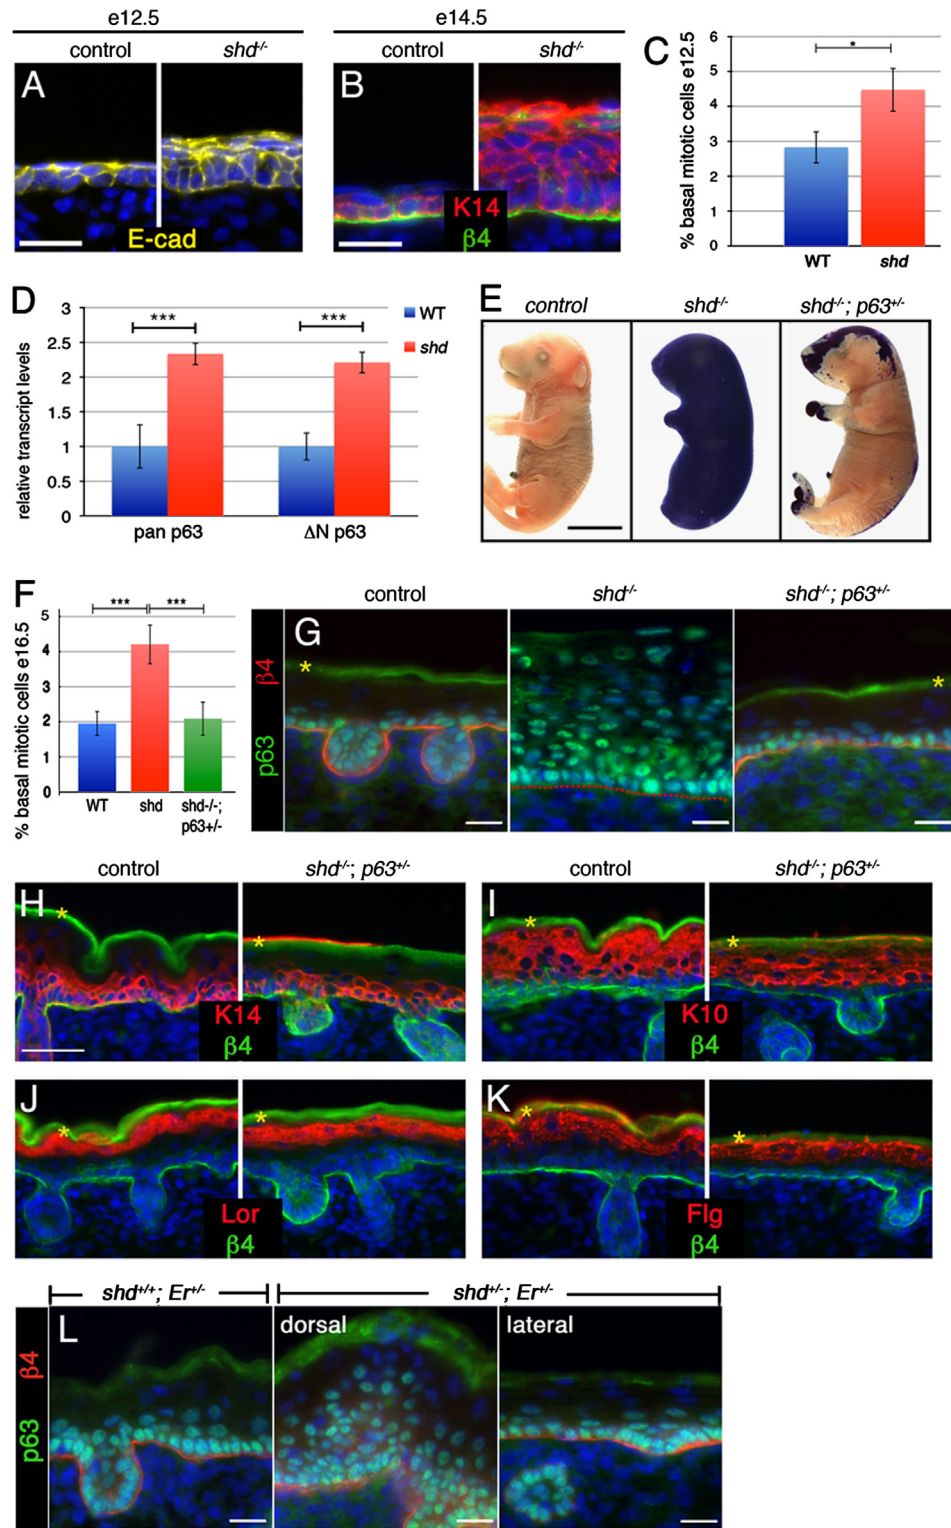 e12.5 e14.5
control shd-/- control shd-/-
A
E-cad
B
K14
β4
C
% basal mitotic cells e12.5
6
5
4
3
2
1
0
*
WT shd
D
relative transcript levels
3
2.5
2
1
0.5
0
*** ***
WT
shd
pan p63 ΔN p63
E
control shd-/- shd-/-; p63+/-
F
% basal mitotic cells e16.5
5
4
3
2
1
0
*** ***
WT shd shd-/-;
p63+/-
control shd-/- shd-/-; p63+/-
p63 β4
G
* *
control shd-/-; p63+/- control shd-/-; p63+/-
H
* *
K14
β4
I
* *
K10
β4
J
* *
Lor
β4
K
* *
Flg
β4
shd+/+; Er+/- shd+/-; Er+/-
p63 β4
L
dorsal
lateral